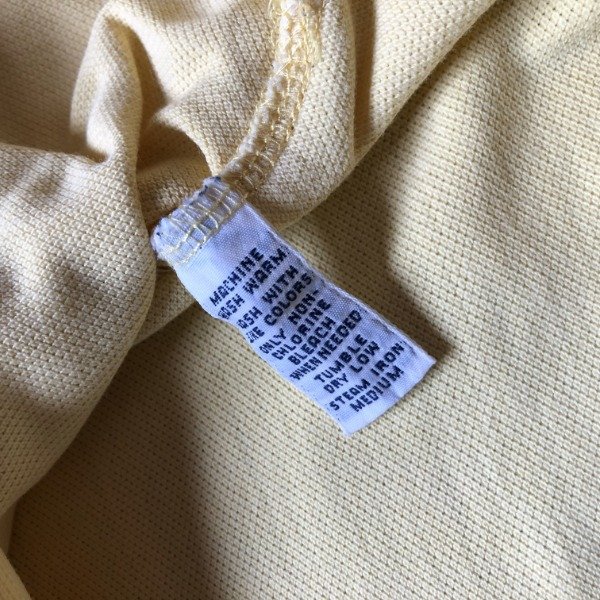 MACHINE
WASH WARM
WASH WITH
LIKE COLORS
ONLY NON-
CHLORINE
BLEACH
WHEN NEEDED
TUMBLE
DRY LOW
STEAM IRON
MEDIUM